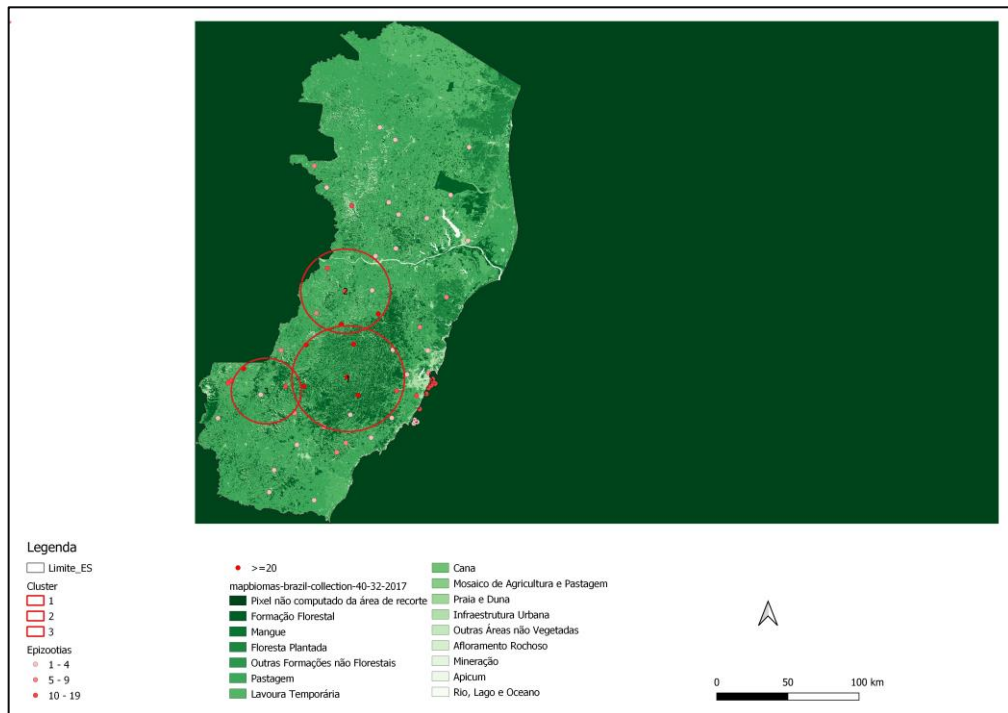 2
1
3
Legenda
Limite_ES
Cluster
1
2
3
Epizootias
1 - 4
5 - 9
10 - 19
>=20
mapbiomas-brazil-collection-40-32-2017
Pixel não computado da área de recorte
Formação Florestal
Mangue
Floresta Plantada
Outras Formações não Florestais
Pastagem
Lavoura Temporária
Cana
Mosaico de Agricultura e Pastagem
Praia e Duna
Infraestrutura Urbana
Outras Áreas não Vegetadas
Afloramento Rochoso
Mineração
Apicum
Rio, Lago e Oceano
0 50 100 km